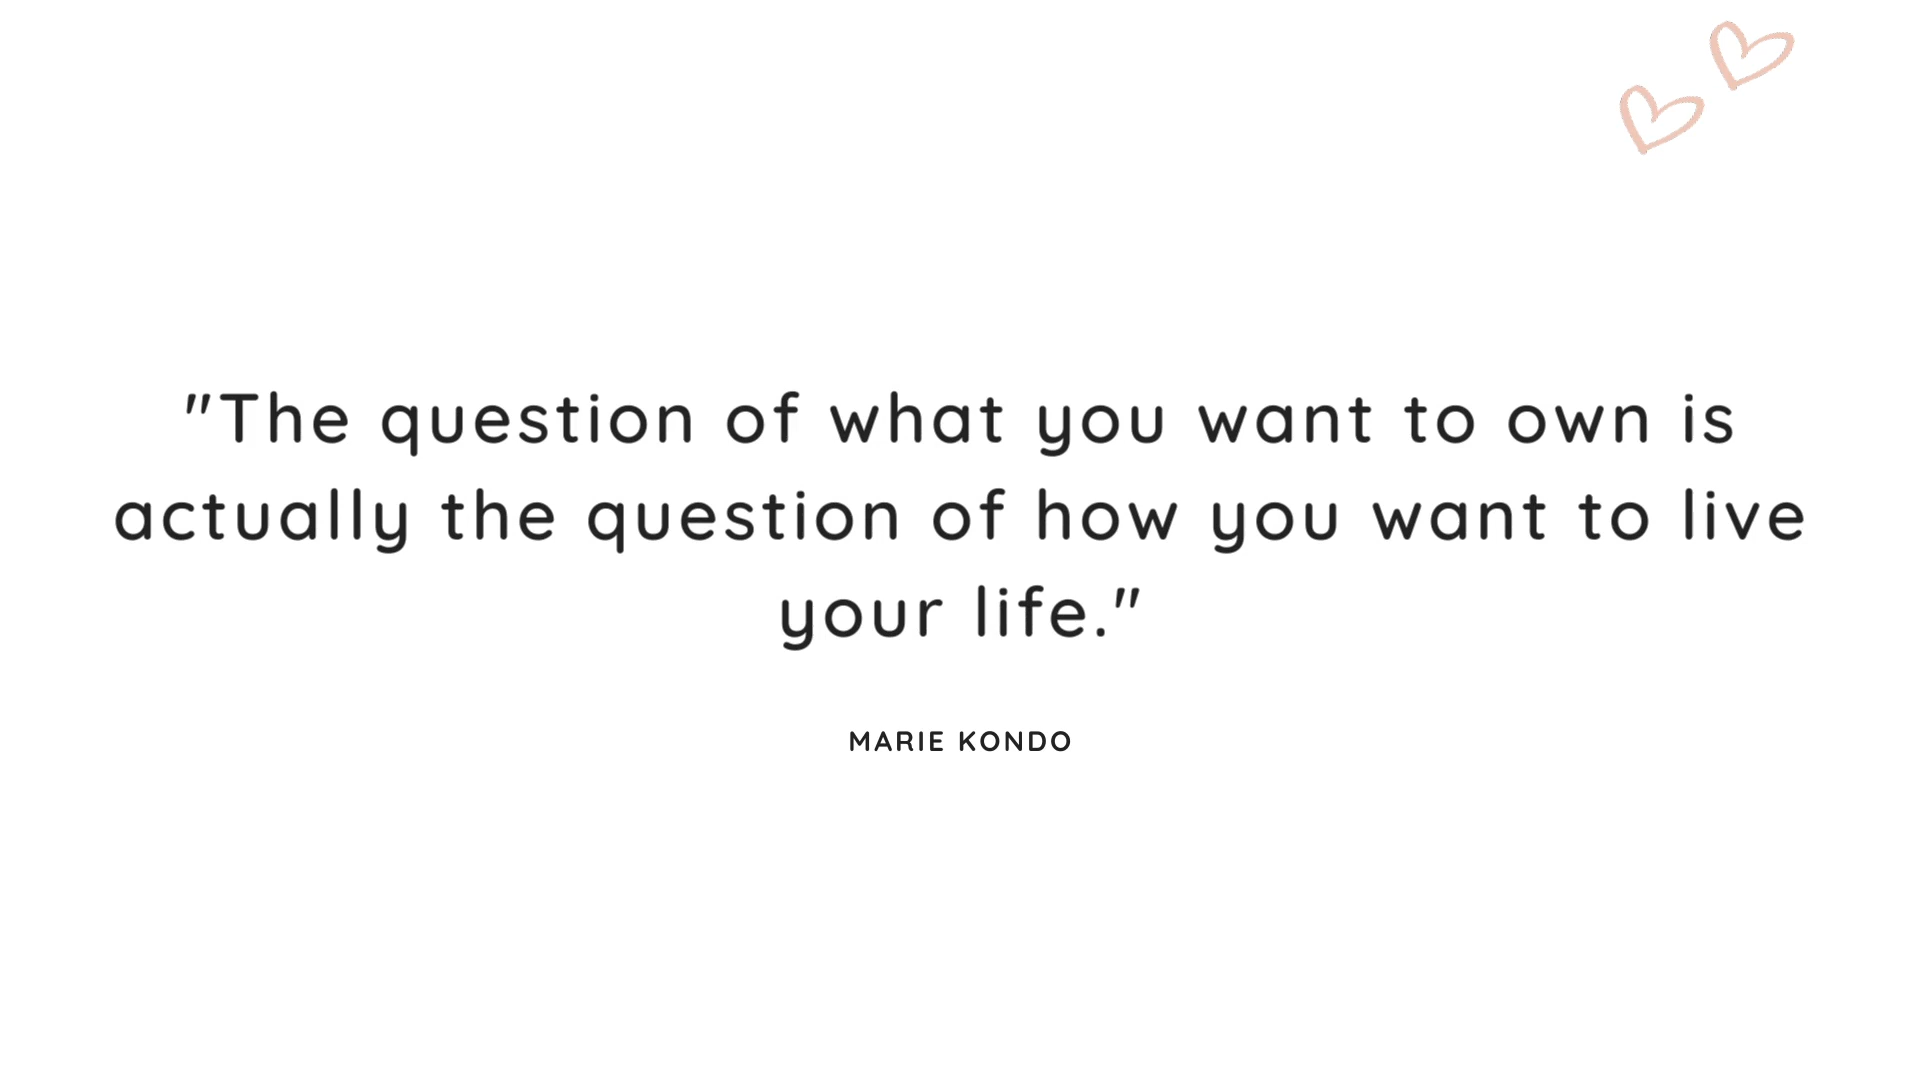 "The question of what you want to own is
actually the question of how you want to live
your life."
MARIE KONDO